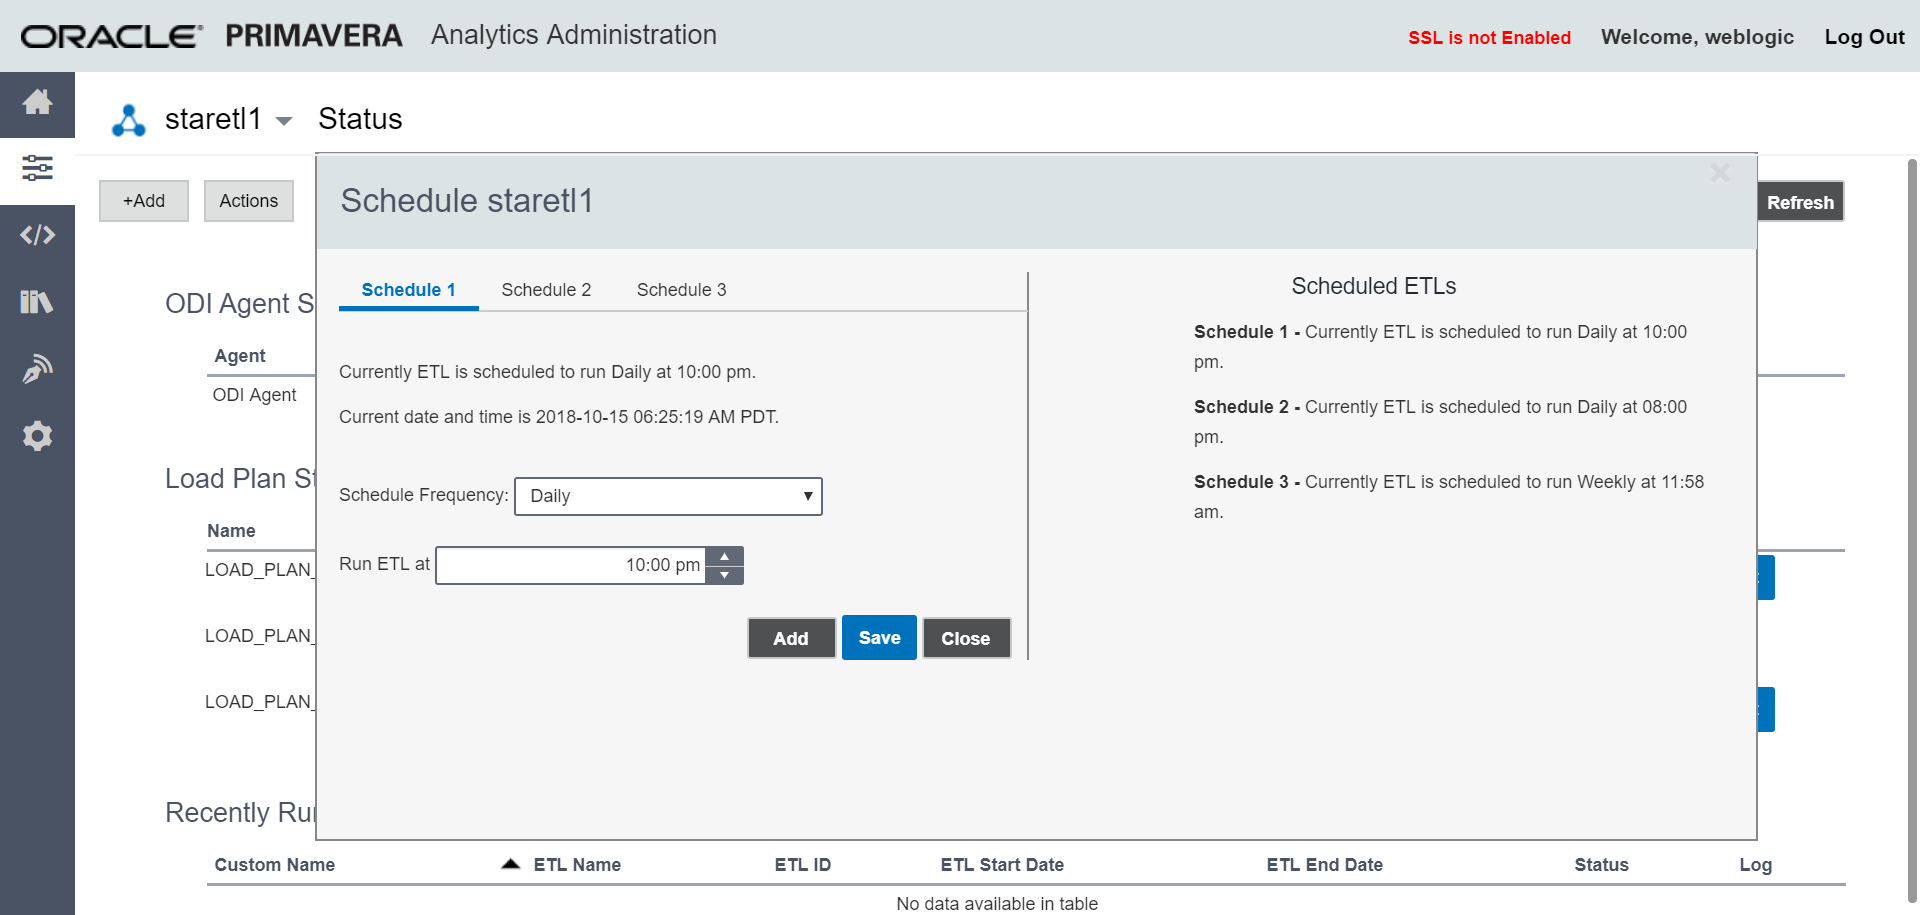 ORACLE PRIMAVERA Analytics Administration
SSL is not Enabled Welcome, weblogic Log Out
staretl1 Status
+Add Actions Refresh
Schedule staretl1
ODI Agent S
Agent
ODI Agent
Load Plan St
Name
LOAD_PLAN_
LOAD_PLAN_
LOAD_PLAN_
Schedule 1 Schedule 2 Schedule 3
Currently ETL is scheduled to run Daily at 10:00 pm.
Current date and time is 2018-10-15 06:25:19 AM PDT.
Schedule Frequency: Daily
Run ETL at 10:00 pm
Add Save Close
Scheduled ETLs
Schedule 1 - Currently ETL is scheduled to run Daily at 10:00
pm.
Schedule 2 - Currently ETL is scheduled to run Daily at 08:00
pm.
Schedule 3 - Currently ETL is scheduled to run Weekly at 11:58
am.
Recently Ru
Custom Name ETL Name ETL ID ETL Start Date ETL End Date Status Log
No data available in table